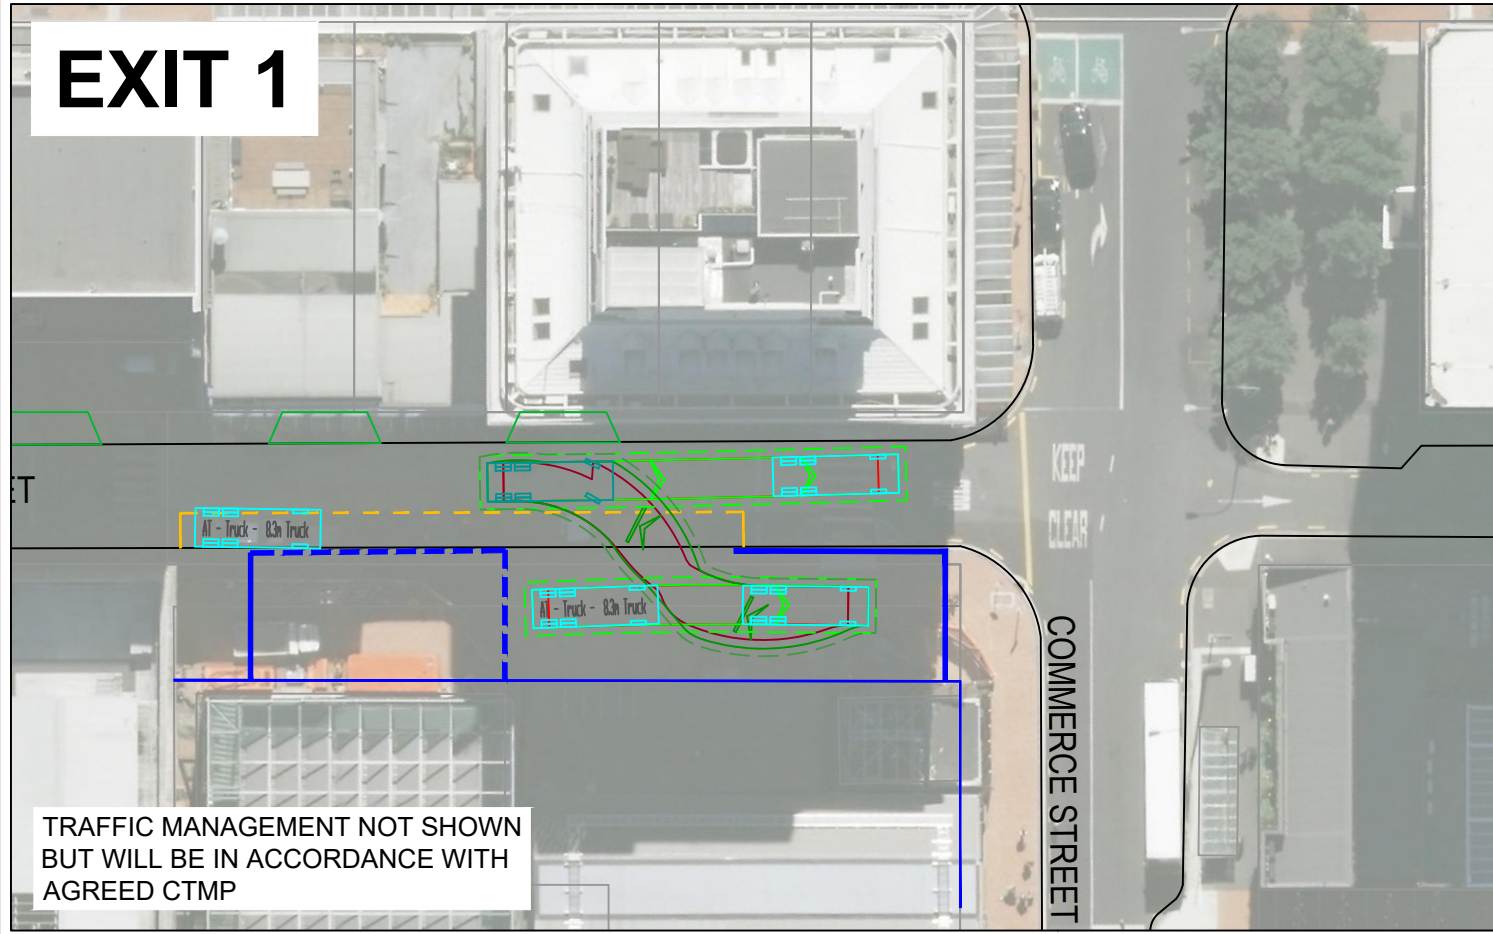 EXIT 1
KEEP
CLEAR
ET
AT - Truck - 8.3m Truck
AT - Truck - 8.3m Truck
COMMERCE STREET
TRAFFIC MANAGEMENT NOT SHOWN
BUT WILL BE IN ACCORDANCE WITH
AGREED CTMP